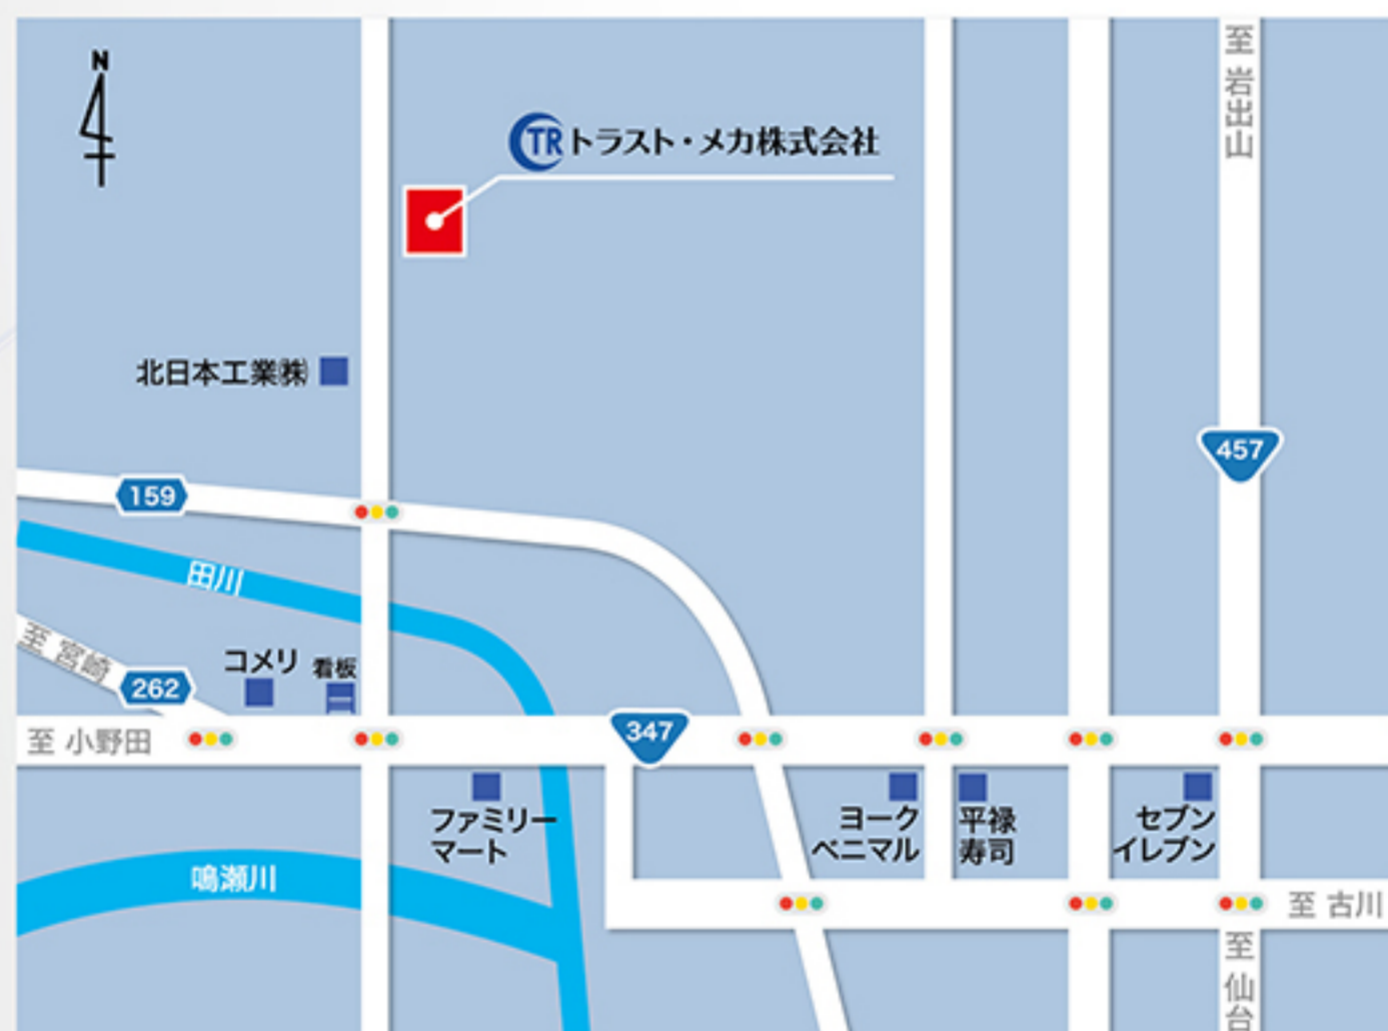 N
至 岩出山
TR トラスト・メカ株式会社
北日本工業㈱
457
159
田川
至 宮崎
コメリ
看板
262
至 小野田
347
ファミリー
マート
ヨーク
ベニマル
平禄
寿司
セブン
イレブン
鳴瀬川
至 古川
至 仙台